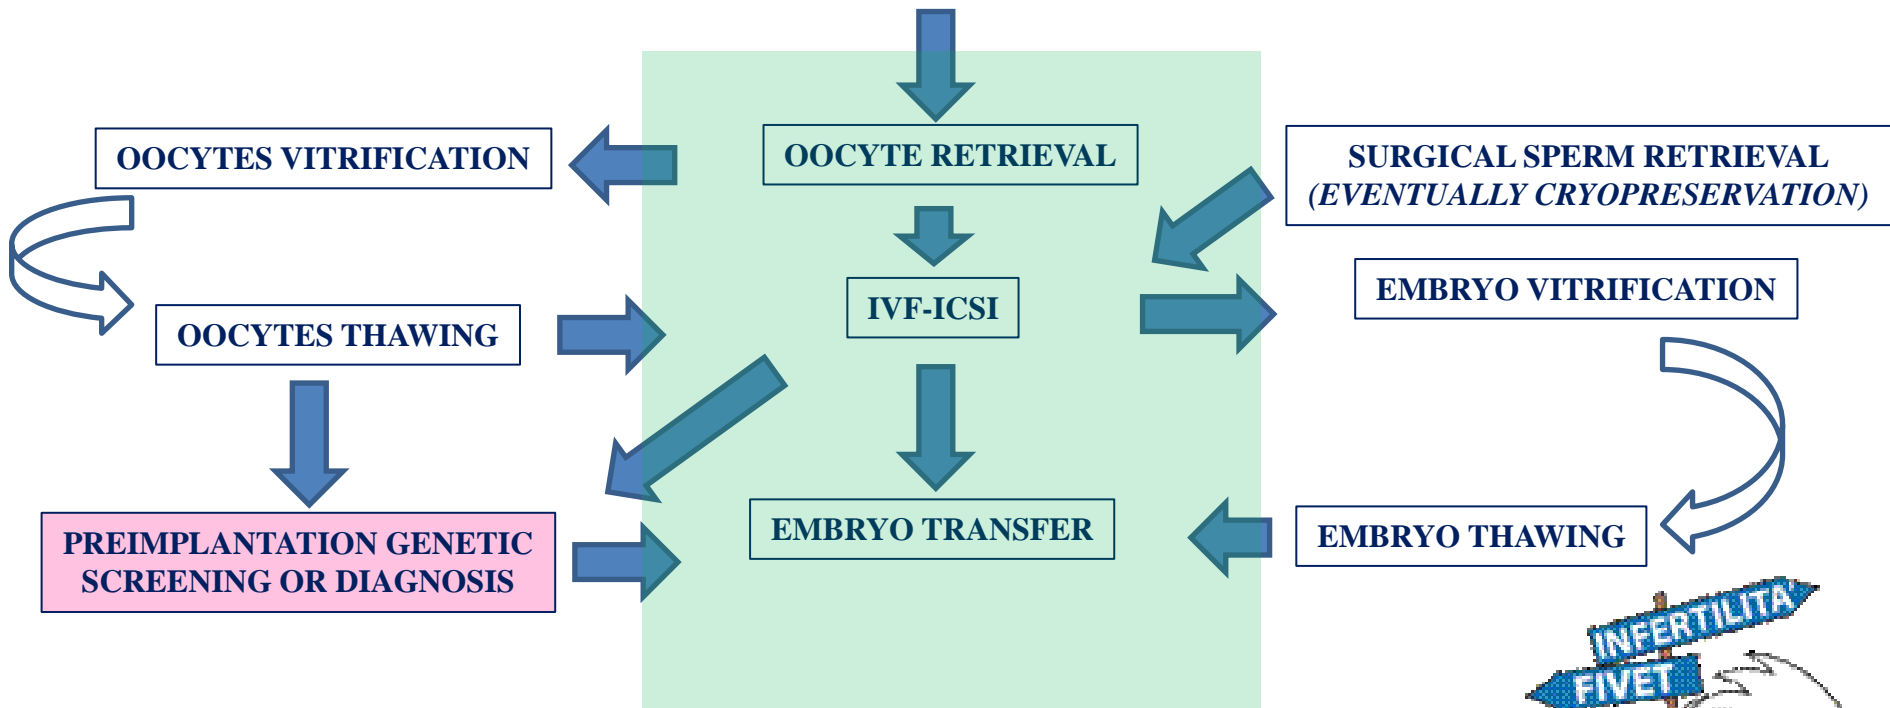 OOCYTES VITRIFICATION
OOCYTE RETRIEVAL
SURGICAL SPERM RETRIEVAL
(EVENTUALLY CRYOPRESERVATION)
IVF-ICSI
EMBRYO VITRIFICATION
OOCYTES THAWING
PREIMPLANTATION GENETIC
SCREENING OR DIAGNOSIS
EMBRYO TRANSFER
EMBRYO THAWING
INFERTILITA'
FIVET